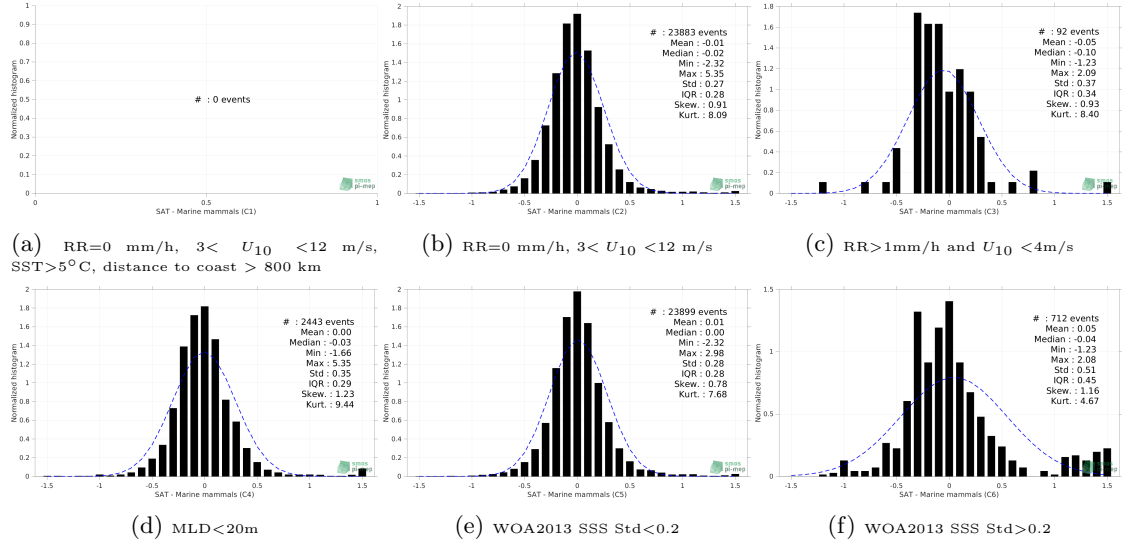 1
0.9
0.8
0.7
0.6
0.5
0.4
0.3
0.2
0.1
0
Normalized histogram
# : 0 events
smos
pi-mep
0 0.5 1
SAT - Marine mammals (C1)
2
1.8
1.6
1.4
1.2
1
0.8
0.6
0.4
0.2
0
Normalized histogram
# : 23883 events
Mean : -0.01
Median : -0.02
Min : -2.32
Max : 5.35
Std : 0.27
IQR : 0.28
Skew. : 0.91
Kurt. : 8.09
smos
pi-mep
-1.5 -1 -0.5 0 0.5 1 1.5
SAT - Marine mammals (C2)
1.8
1.6
1.4
1.2
1
0.8
0.6
0.4
0.2
0
Normalized histogram
# : 92 events
Mean : -0.05
Median : -0.10
Min : -1.23
Max : 2.09
Std : 0.37
IQR : 0.34
Skew. : 0.93
Kurt. : 8.40
smos
pi-mep
-1.5 -1 -0.5 0 0.5 1 1.5
SAT - Marine mammals (C3)
(a) RR=0 mm/h, 3< U10 <12 m/s,
SST>5°C, distance to coast > 800 km
(b) RR=0 mm/h, 3< U10 <12 m/s
(c) RR>1mm/h and U10 <4m/s
2
1.8
1.6
1.4
1.2
1
0.8
0.6
0.4
0.2
0
Normalized histogram
# : 2443 events
Mean : 0.00
Median : -0.03
Min : -1.66
Max : 5.35
Std : 0.35
IQR : 0.29
Skew. : 1.23
Kurt. : 9.44
smos
pi-mep
-1.5 -1 -0.5 0 0.5 1 1.5
SAT - Marine mammals (C4)
2
1.8
1.6
1.4
1.2
1
0.8
0.6
0.4
0.2
0
Normalized histogram
# : 23899 events
Mean : 0.01
Median : 0.00
Min : -2.32
Max : 2.98
Std : 0.28
IQR : 0.28
Skew. : 0.78
Kurt. : 7.68
smos
pi-mep
-1.5 -1 -0.5 0 0.5 1 1.5
SAT - Marine mammals (C5)
1.5
1
0.5
0
Normalized histogram
# : 712 events
Mean : 0.05
Median : -0.04
Min : -1.23
Max : 2.08
Std : 0.51
IQR : 0.45
Skew. : 1.16
Kurt. : 4.67
smos
pi-mep
-1.5 -1 -0.5 0 0.5 1 1.5
SAT - Marine mammals (C6)
(d) MLD<20m
(e) WOA2013 SSS Std<0.2
(f) WOA2013 SSS Std>0.2